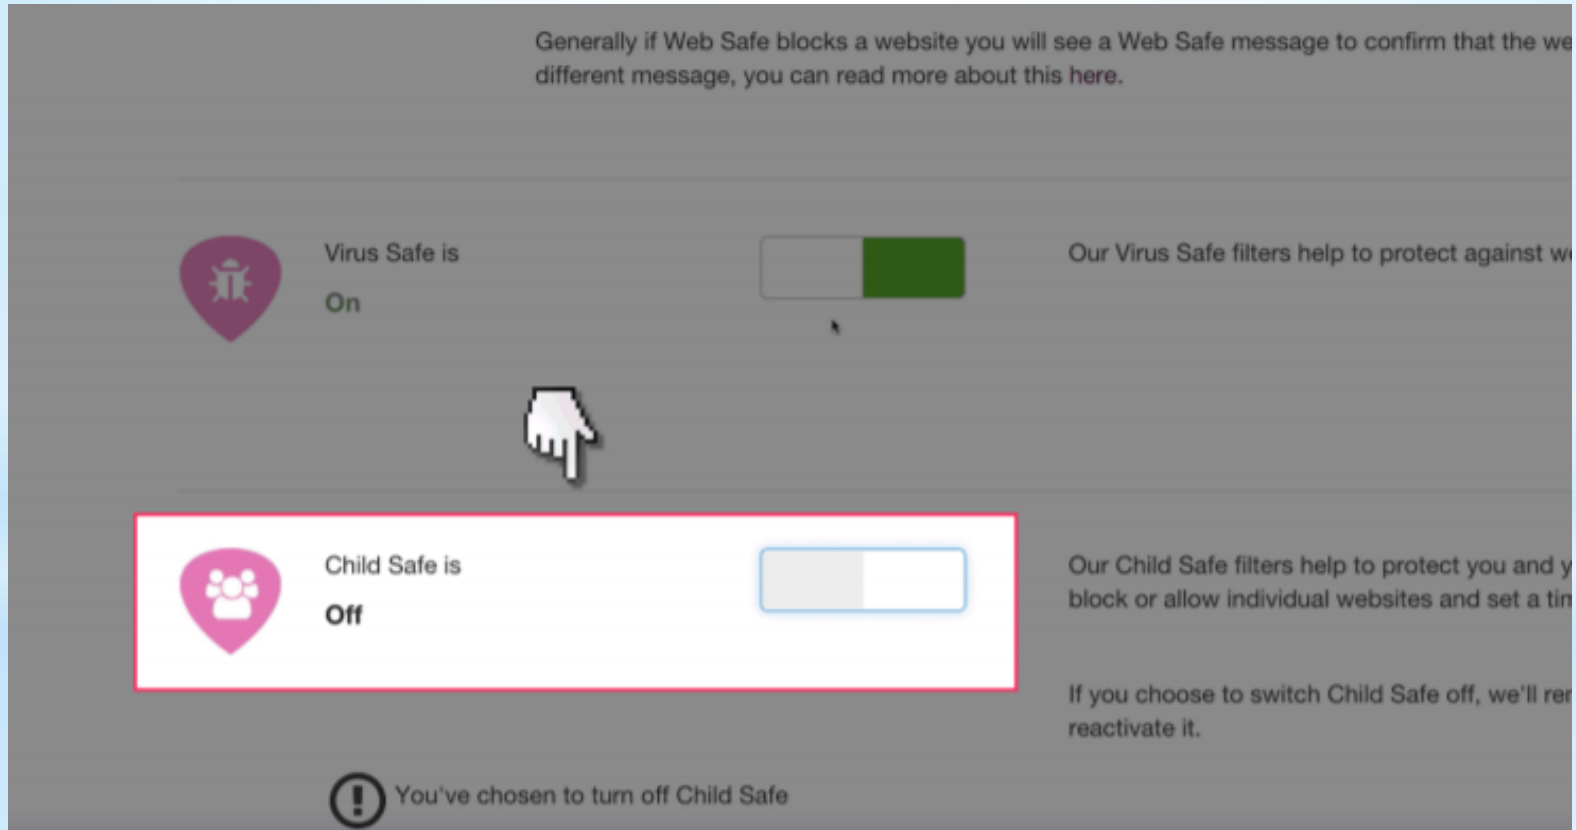 Generally if Web Safe blocks a website you will see a Web Safe message to confirm that the
different message, you can read more about this here.
Virus Safe is
On
Our Virus Safe filters help to protect against
Child Safe is
Off
Our Child Safe filters help to protect you and
block or allow individual websites and set a
If you choose to switch Child Safe off, we'll
reactivate it.
You've chosen to turn off Child Safe